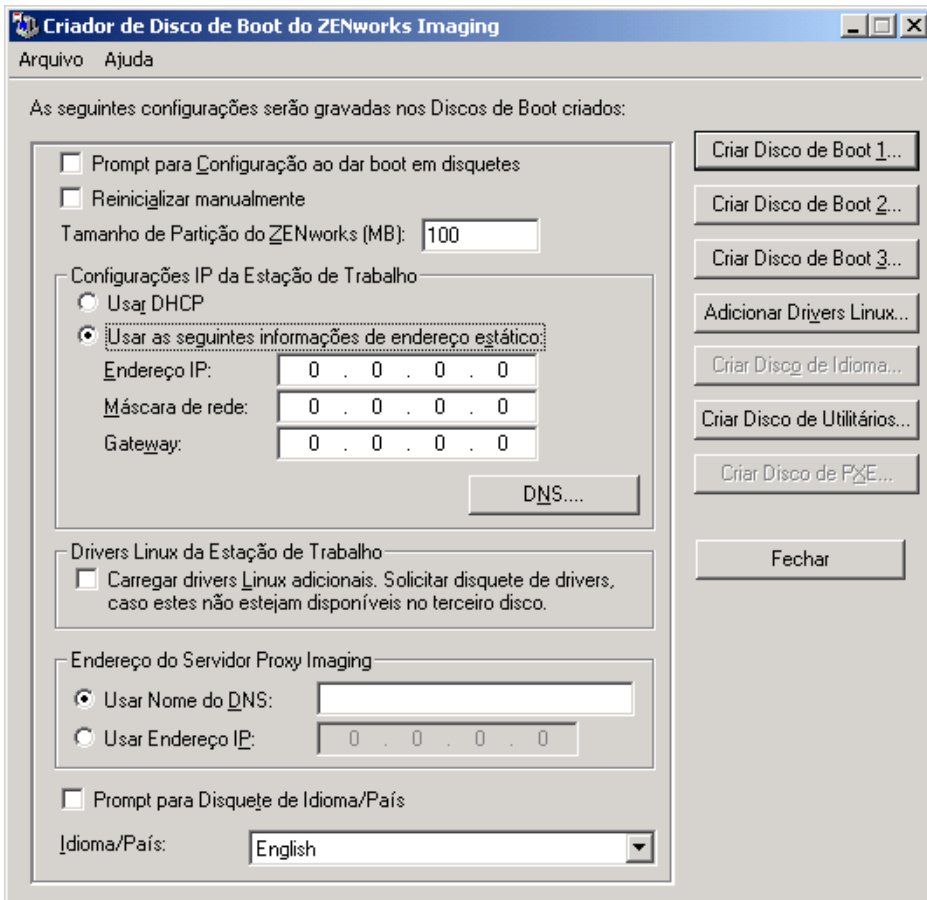 Criador de Disco de Boot do ZENworks Imaging
Arquivo Ajuda
As seguintes configurações serão gravadas nos Discos de Boot criados:
Prompt para Configuração ao dar boot em disquetes
Reinicializar manualmente
Tamanho de Partição do ZENworks (MB): 100
Configurações IP da Estação de Trabalho
Usar DHCP
Usar as seguintes informações de endereço estático:
Endereço IP: 0 . 0 . 0 . 0
Máscara de rede: 0 . 0 . 0 . 0
Gateway: 0 . 0 . 0 . 0
DNS....
Drivers Linux da Estação de Trabalho
Carregar drivers Linux adicionais. Solicitar disquete de drivers,
caso estes não estejam disponíveis no terceiro disco.
Endereço do Servidor Proxy Imaging
Usar Nome do DNS:
Usar Endereço IP: 0 . 0 . 0 . 0
Prompt para Disquete de Idioma/País
Idioma/País: English
Criar Disco de Boot 1...
Criar Disco de Boot 2...
Criar Disco de Boot 3...
Adicionar Drivers Linux...
Criar Disco de Idioma...
Criar Disco de Utilitários...
Criar Disco de PXE...
Fechar